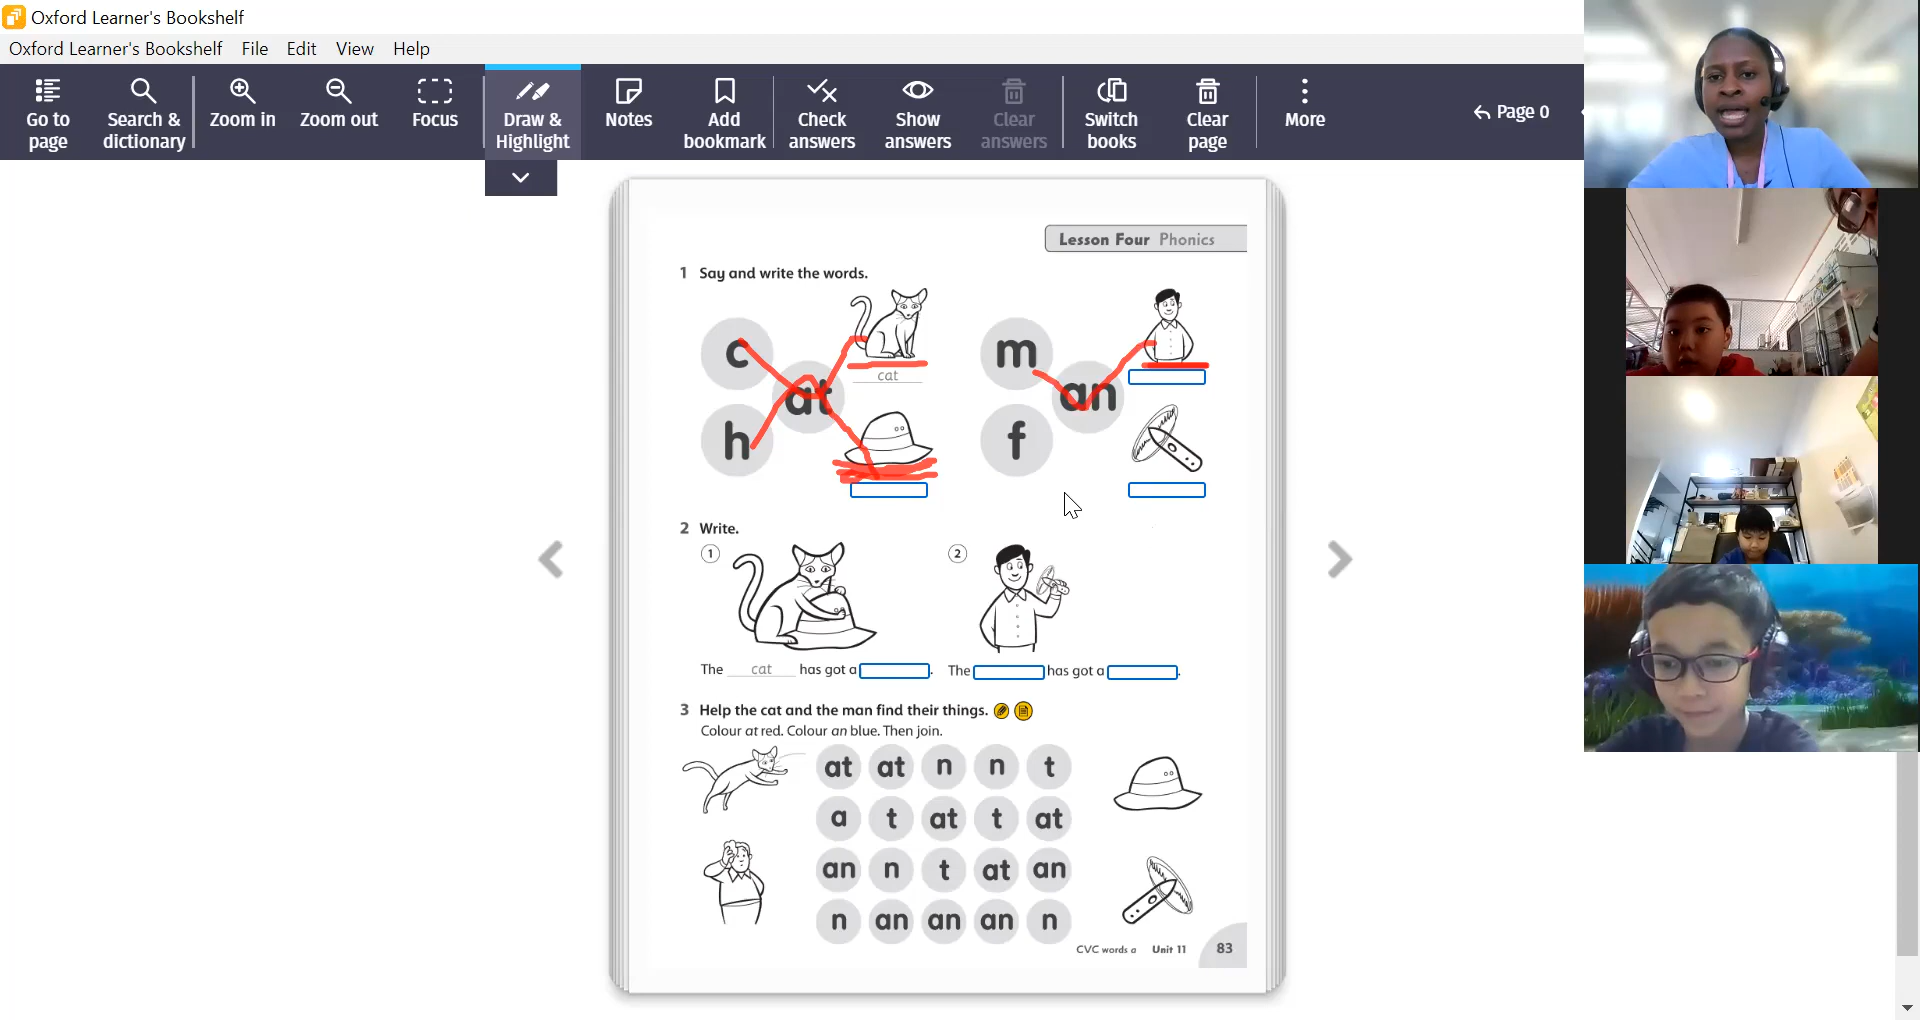 Oxford Learner's Bookshelf
Oxford Learner's Bookshelf File Edit View Help
Go to page
Search & dictionary
Zoom in
Zoom out
Focus
Draw & Highlight
Notes
Add bookmark
Check answers
Show answers
Clear answers
Switch books
Clear page
More
Page 0
Lesson Four Phonics
1 Say and write the words.
c
h
at
cat
m
f
an
2 Write.
1
2
The cat has got a .
The has got a .
3 Help the cat and the man find their things.
Colour at red. Colour an blue. Then join.
at at n n t
a t at t at
an n t at an
n an an an n
CVC words a Unit 11 83